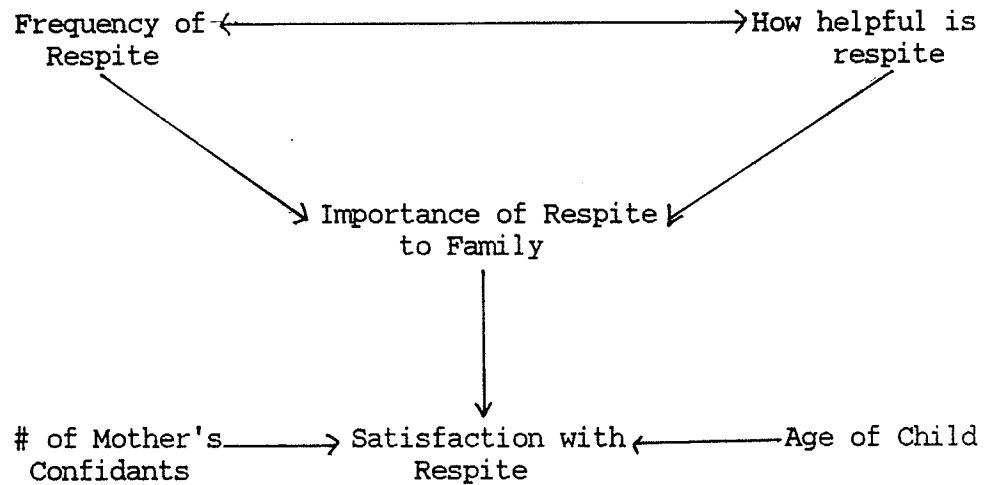 Frequency of
Respite
How helpful is
respite
Importance of Respite
to Family
# of Mother's
Confidants
Satisfaction with
Respite
Age of Child